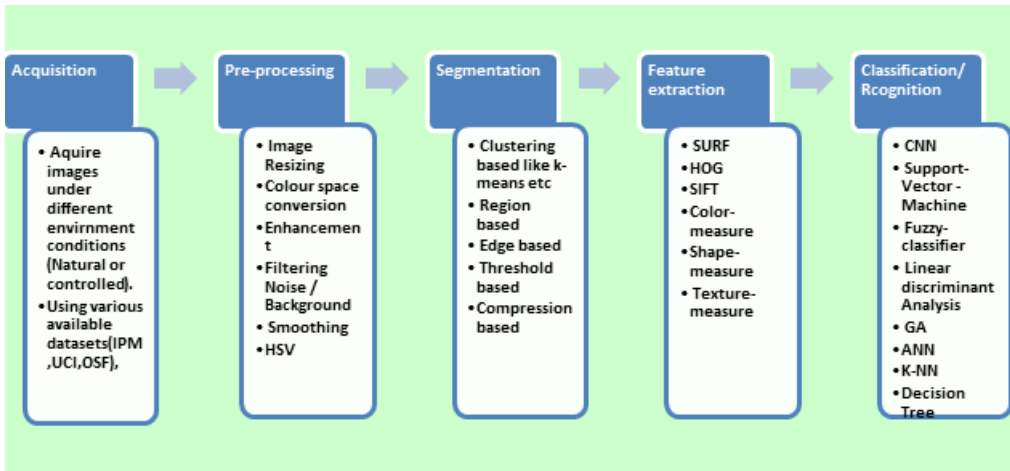 Acquisition
• Aquire
images
under
different
envirnment
conditions
(Natural or
controlled).
• Using various
available
datasets(IPM
,UCI,OSF),
Pre-processing
• Image
Resizing
• Colour space
conversion
• Enhancemen
t
• Filtering
Noise /
Background
• Smoothing
• HSV
Segmentation
• Clustering
based like k-
means etc
• Region
based
• Edge based
• Threshold
based
• Compression
based
Feature
extraction
• SURF
• HOG
• SIFT
• Color-
measure
• Shape-
measure
• Texture-
measure
Classification/
Rcognition
• CNN
• Support-
Vector -
Machine
• Fuzzy-
classifier
• Linear
discriminant
Analysis
• GA
• ANN
• K-NN
• Decision
Tree